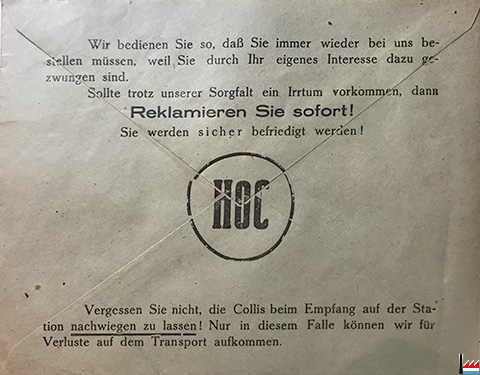 Wir bedienen Sie so, daß Sie immer wieder bei uns be-
stellen müssen, weil Sie durch Ihr eigenes Interesse dazu ge-
zwungen sind.
Sollte trotz unserer Sorgfalt ein Irrtum vorkommen, dann
Reklamieren Sie sofort!
Sie werden sicher befriedigt werden!
HOC
Vergessen Sie nicht, die Collis beim Empfang auf der Sta-
tion nachwiegen zu lassen! Nur in diesem Falle können wir für
Verluste auf dem Transport aufkommen.